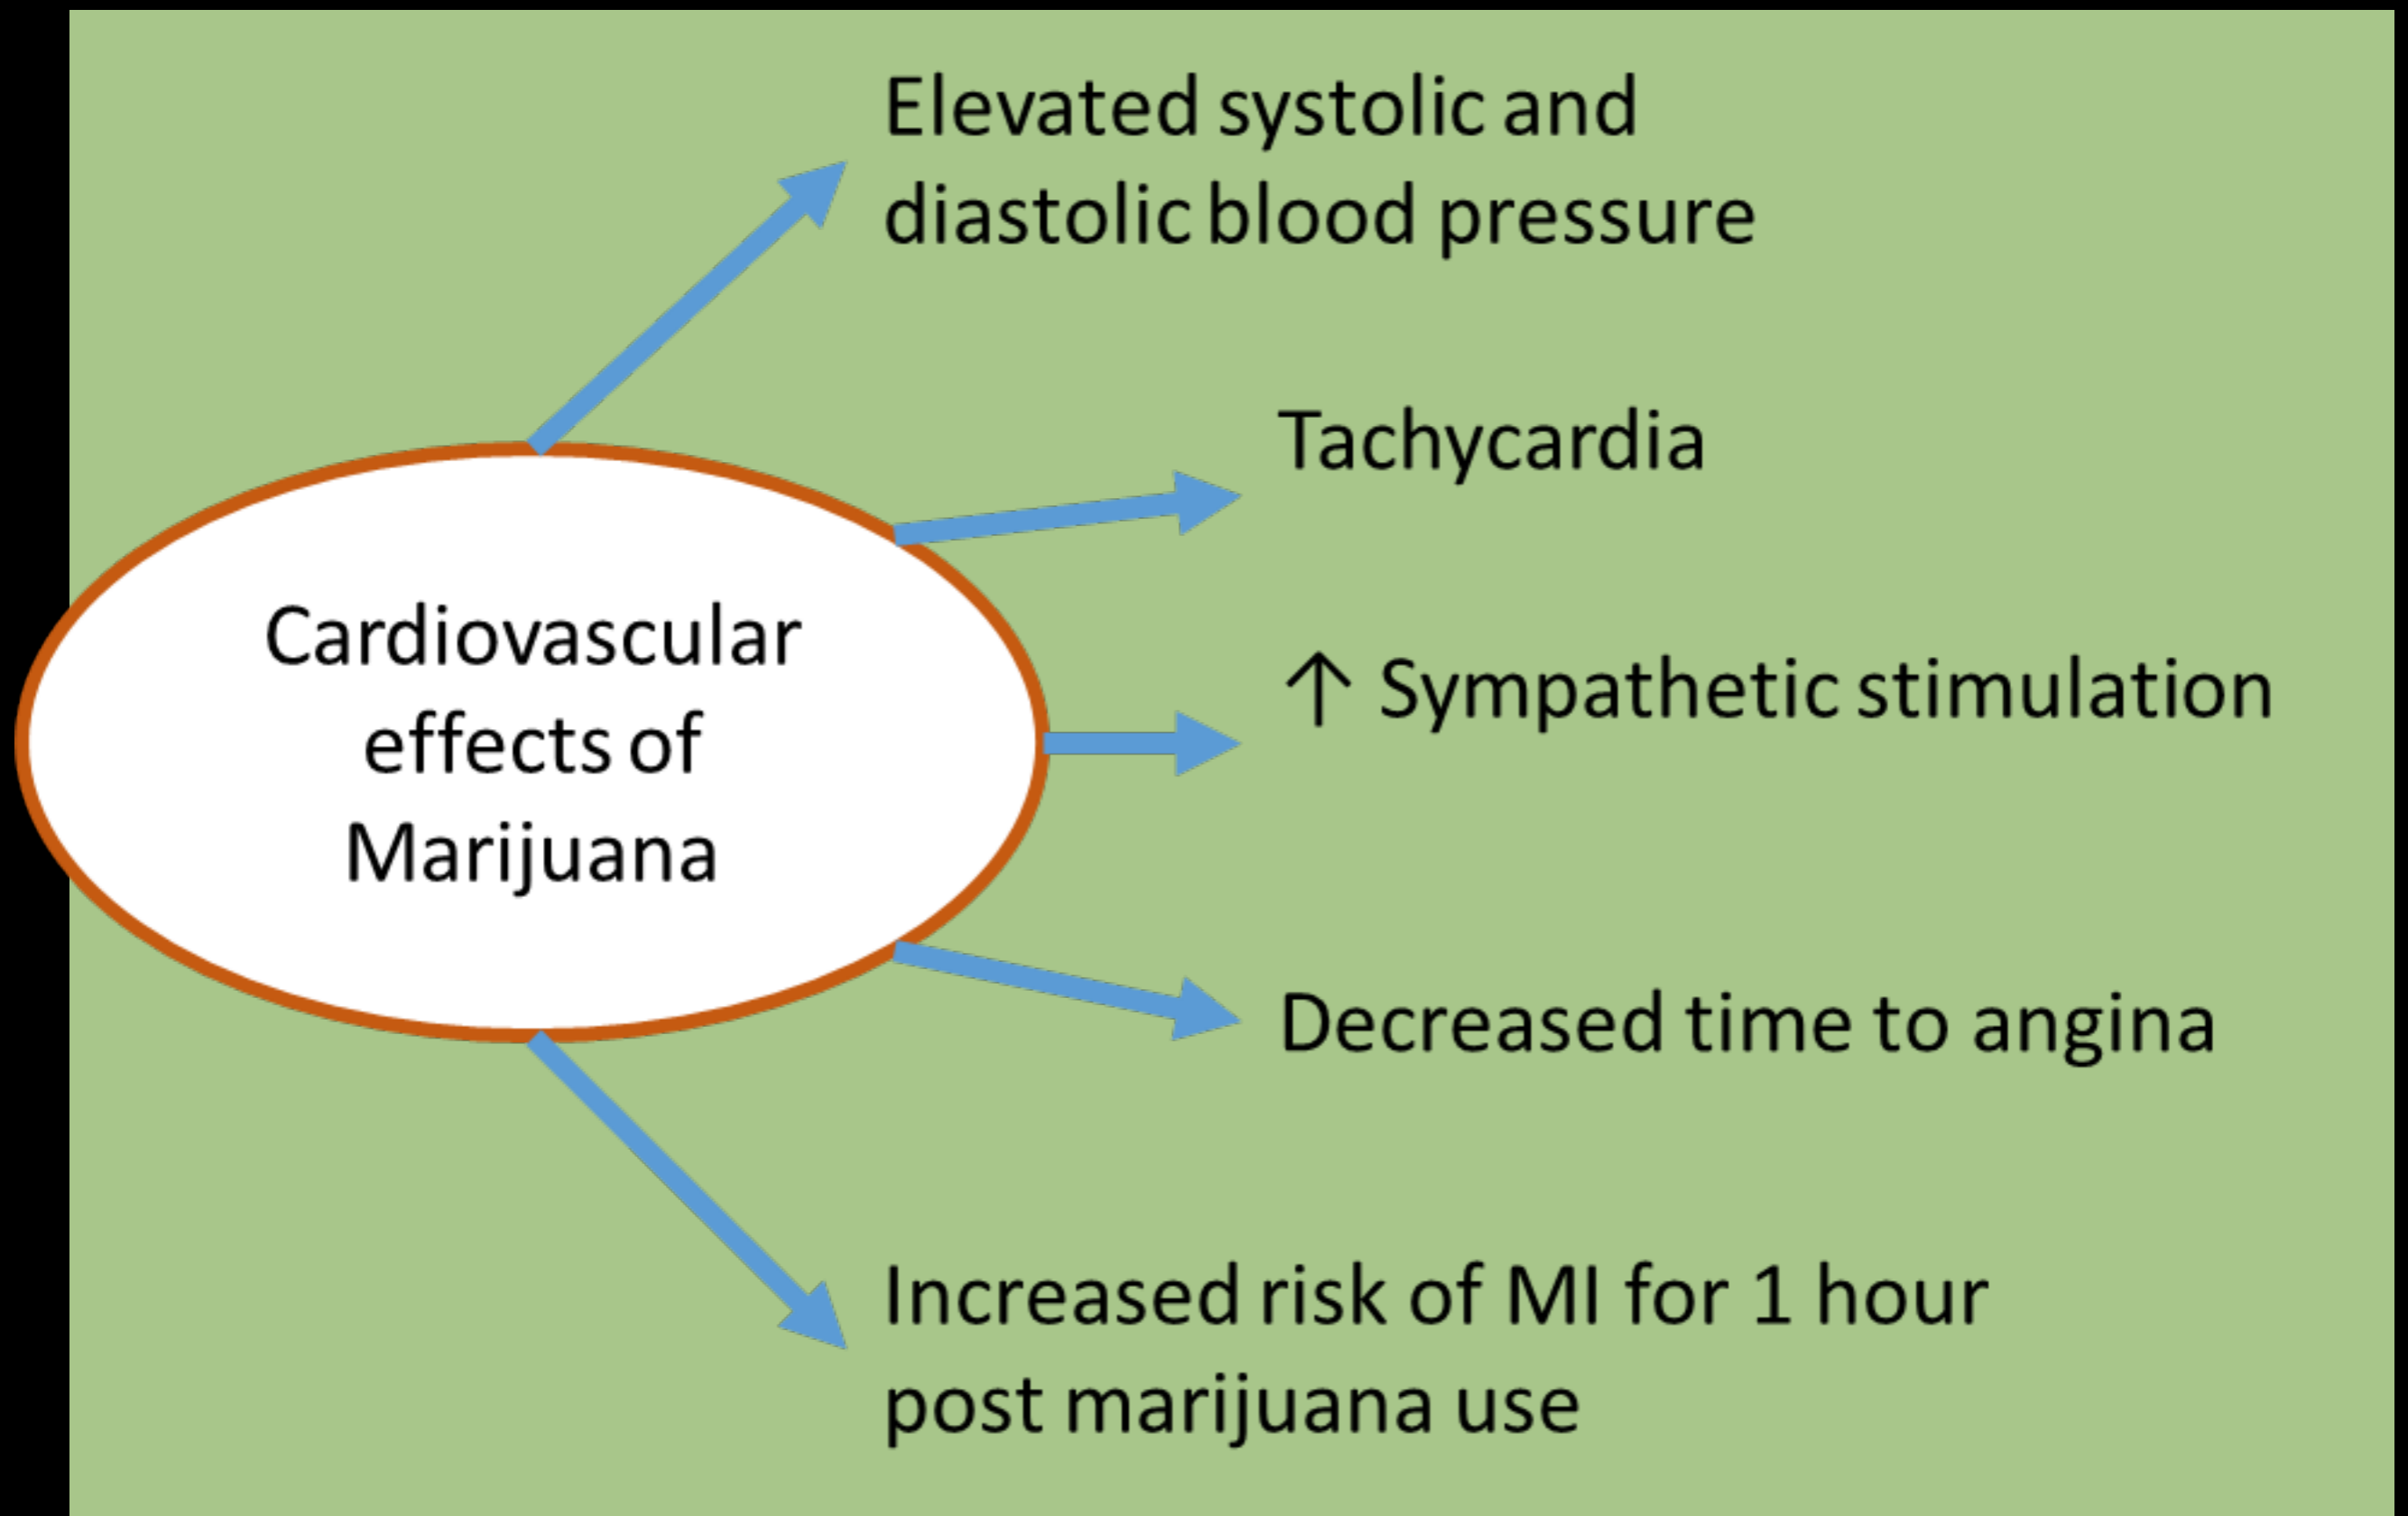 Elevated systolic and
diastolic blood pressure
Tachycardia
Cardiovascular
effects of
Marijuana
↑ Sympathetic stimulation
Decreased time to angina
Increased risk of MI for 1 hour
post marijuana use